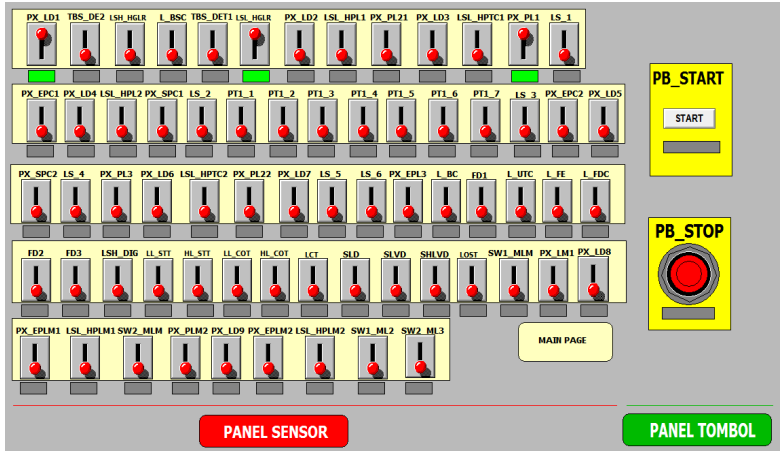 PX_LD1 TBS_DE2 LSH_HGLR L_BSC TBS_DET1 LSL_HGLR PX_LD2 LSL_HPL1 PX_PL21 PX_LD3 LSL_HPTC1 PX_PL1 LS_1
PX_EPC1 PX_LD4 LSL_HPL2 PX_SPC1 LS_2 PT1_1 PT1_2 PT1_3 PT1_4 PT1_5 PT1_6 PT1_7 LS_3 PX_EPC2 PX_LD5
PX_SPC2 LS_4 PX_PL3 PX_LD6 LSL_HPTC2 PX_PL22 PX_LD7 LS_5 LS_6 PX_EPL3 L_BC FD1 L_UTC L_FE L_FDC
FD2 FD3 LSH_DIG LL_STT HL_STT LL_COT HL_COT LCT SLD SLVD SHLVD LOST SW1_MLM PX_LM1 PX_LD8
PX_EPLM1 LSL_HPLM1 SW2_MLM PX_PLM2 PX_LD9 PX_EPLM2 LSL_HPLM2 SW1_ML2 SW2_ML3
MAIN PAGE
PANEL SENSOR
PB_START
START
PB_STOP
PANEL TOMBOL